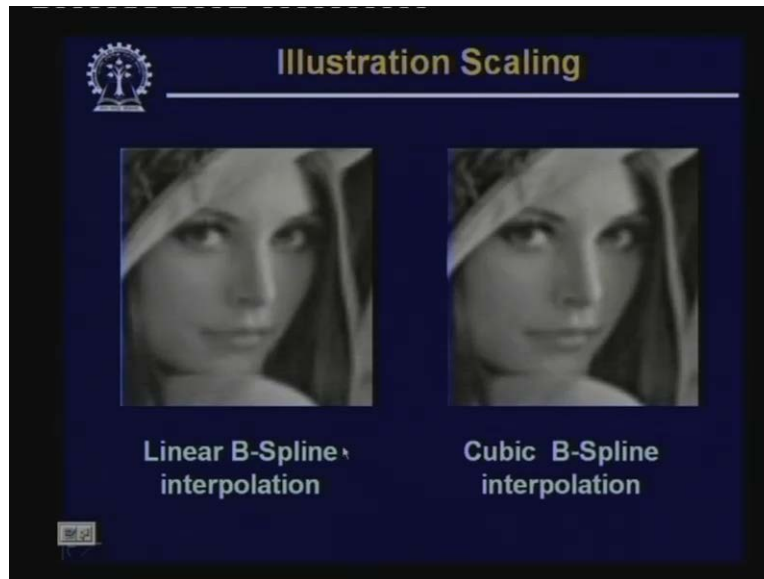 Illustration Scaling
Linear B-Spline
interpolation
Cubic B-Spline
interpolation